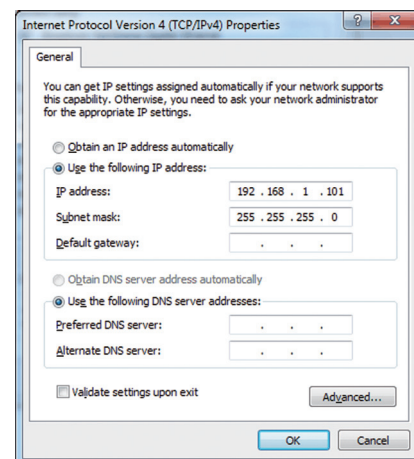 Internet Protocol Version 4 (TCP/IPv4) Properties
General
You can get IP settings assigned automatically if your network supports
this capability. Otherwise, you need to ask your network administrator
for the appropriate IP settings.
Obtain an IP address automatically
Use the following IP address:
IP address: 192 . 168 . 1 . 101
Subnet mask: 255 . 255 . 255 . 0
Default gateway: . . .
Obtain DNS server address automatically
Use the following DNS server addresses:
Preferred DNS server: . . .
Alternate DNS server: . . .
Validate settings upon exit
Advanced...
OK Cancel